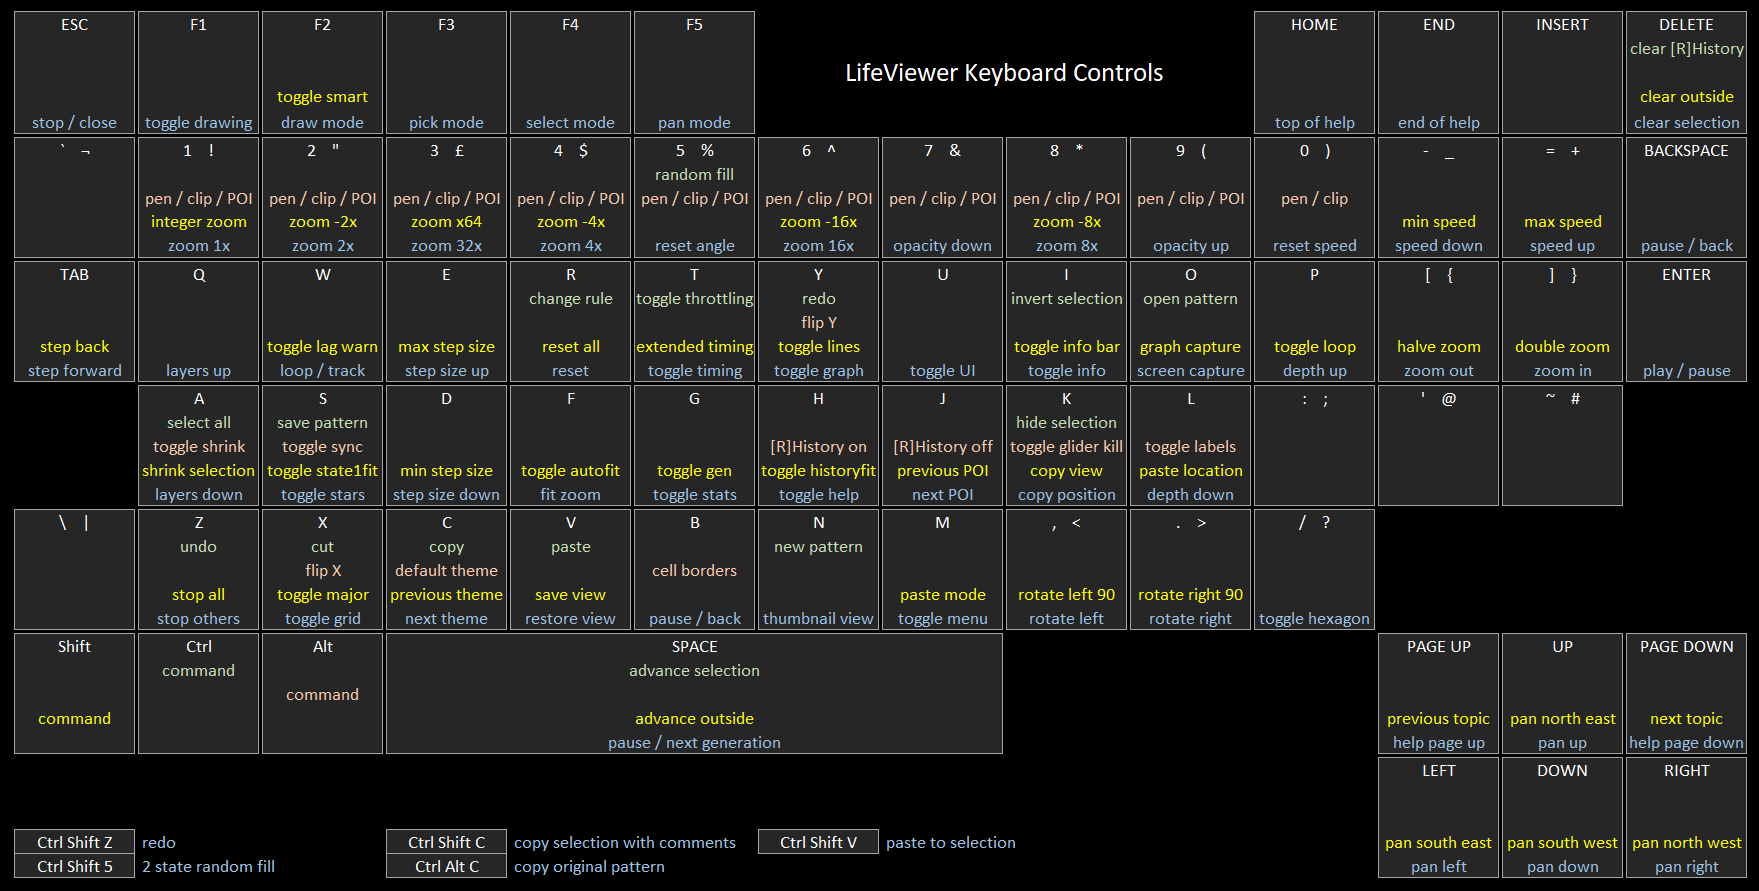 LifeViewer Keyboard Controls
ESC
stop / close
F1
toggle drawing
F2
toggle smart
draw mode
F3
pick mode
F4
select mode
F5
pan mode
HOME
top of help
END
end of help
INSERT
DELETE
clear [R]History
clear outside
clear selection
` ¬
1 !
pen / clip / POI
integer zoom
zoom 1x
2 "
pen / clip / POI
zoom -2x
zoom 2x
3 £
pen / clip / POI
zoom x64
zoom 32x
4 $
pen / clip / POI
zoom -4x
zoom 4x
5 %
random fill
pen / clip / POI
reset angle
6 ^
pen / clip / POI
zoom -16x
zoom 16x
7 &
pen / clip / POI
opacity down
8 *
pen / clip / POI
zoom -8x
zoom 8x
9 (
pen / clip / POI
opacity up
0 )
pen / clip
reset speed
- _
min speed
speed down
= +
max speed
speed up
BACKSPACE
pause / back
TAB
step back
step forward
Q
layers up
W
toggle lag warn
loop / track
E
max step size
step size up
R
change rule
reset all
reset
T
toggle throttling
extended timing
toggle timing
Y
redo
flip Y
toggle lines
toggle graph
U
toggle UI
I
invert selection
toggle info bar
toggle info
O
open pattern
graph capture
screen capture
P
toggle loop
depth up
[ {
halve zoom
zoom out
] }
double zoom
zoom in
ENTER
play / pause
A
select all
toggle shrink
shrink selection
layers down
S
save pattern
toggle sync
toggle state1fit
toggle stars
D
min step size
step size down
F
toggle autofit
fit zoom
G
toggle gen
toggle stats
H
[R]History on
toggle historyfit
toggle help
J
[R]History off
previous POI
next POI
K
hide selection
toggle glider kill
copy view
copy position
L
toggle labels
paste location
depth down
: ;
' @
~ #
\ |
Z
undo
stop all
stop others
X
cut
flip X
toggle major
toggle grid
C
copy
default theme
previous theme
next theme
V
paste
save view
restore view
B
cell borders
pause / back
N
new pattern
thumbnail view
M
paste mode
toggle menu
, <
rotate left 90
rotate left
. >
rotate right 90
rotate right
/ ?
toggle hexagon
Shift
command
Ctrl
command
Alt
command
SPACE
advance selection
advance outside
pause / next generation
PAGE UP
previous topic
help page up
UP
pan north east
pan up
PAGE DOWN
next topic
help page down
LEFT
pan south east
pan left
DOWN
pan south west
pan down
RIGHT
pan north west
pan right
Ctrl Shift Z redo
Ctrl Shift 5 2 state random fill
Ctrl Shift C copy selection with comments
Ctrl Alt C copy original pattern
Ctrl Shift V paste to selection